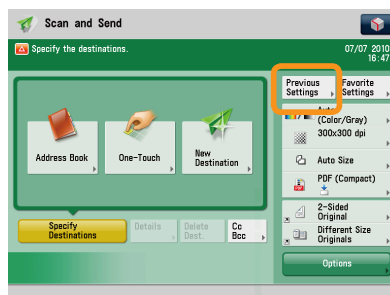 Scan and Send
Specify the destinations.
07/07 2010
16:47
Previous
Settings
Favorite
Settings
(Color/Gray)
300x300 dpi
Address Book
One-Touch
New
Destination
Auto Size
PDF (Compact)
2-Sided
Original
Specify
Destinations
Details
Delete
Dest.
Cc
Bcc
Different Size
Originals
Options